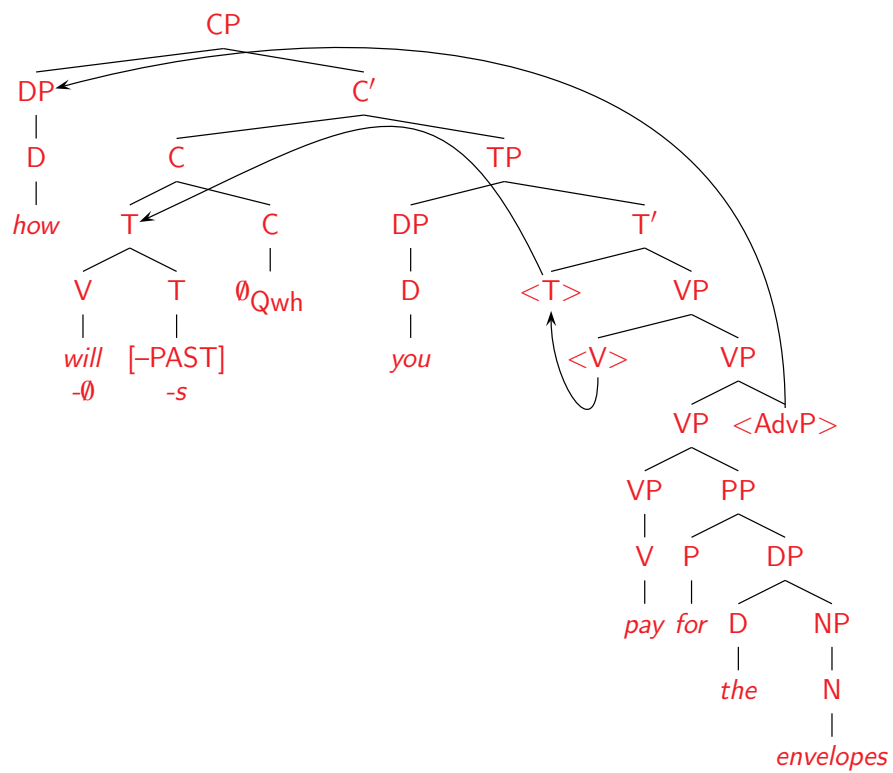 CP
DP C′
D C TP
how T C DP T′
V T ∅Qwh D <T> VP
will [–PAST] you <V> VP
-∅ -s
VP <AdvP>
VP PP
V P DP
pay for D NP
the N
envelopes